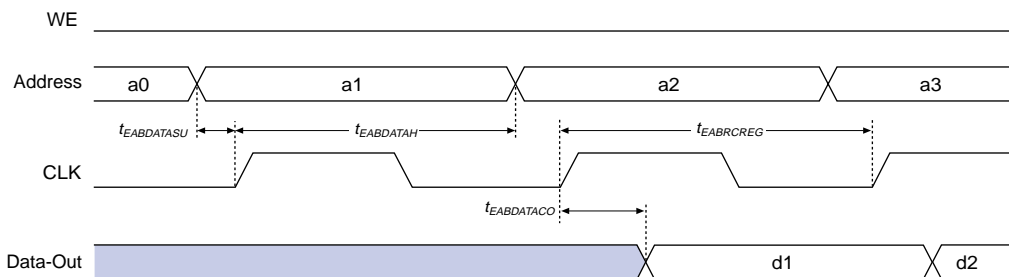 WE
Address a0 a1 a2 a3
tEABDATASU tEABDATAH tEABRCREG
CLK
tEABDATACO
Data-Out d1 d2